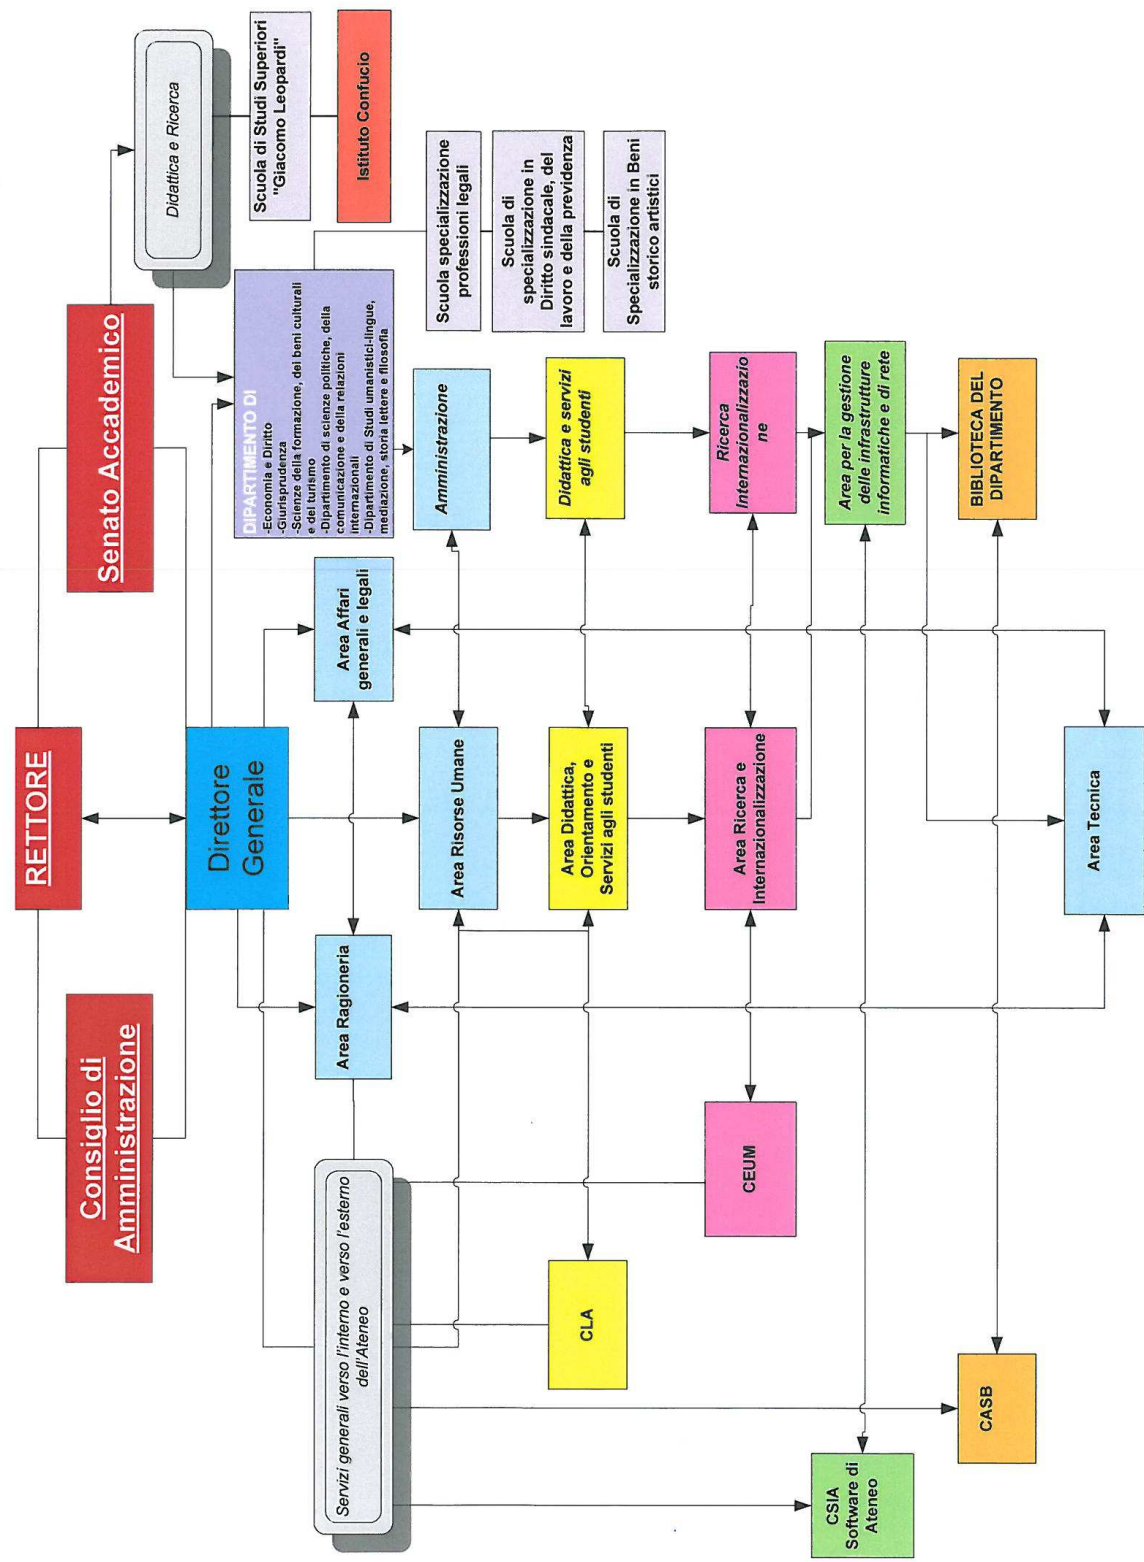 RETTORE
Consiglio di
Amministrazione
Senato Accademico
Direttore
Generale
Didattica e Ricerca
Scuola di Studi Superiori
"Giacomo Leopardi"
Istituto Confucio
DIPARTIMENTO DI
-Economia e Diritto
-Giurisprudenza
-Scienze della formazione, dei beni culturali
e del turismo
-Dipartimento di scienze politiche, della
comunicazione e della relazioni
internazionali
-Dipartimento di Studi umanistici-lingue,
mediazione, storia lettere e filosofia
Scuola specializzazione
professioni legali
Scuola di
specializzazione in
Diritto sindacale, del
lavoro e della previdenza
Scuola di
Specializzazione in Beni
storico artistici
Servizi generali verso l'interno e verso l'esterno
dell'Ateneo
Area Ragioneria
Area Affari
generali e legali
Area Risorse Umane
Amministrazione
CLA
Area Didattica,
Orientamento e
Servizi agli studenti
Didattica e servizi
agli studenti
CEUM
Area Ricerca e
Internazionalizzazione
Ricerca
Internazionalizzazio
ne
CSIA
Software di
Ateneo
Area per la gestione
delle infrastrutture
informatiche e di rete
CASB
BIBLIOTECA DEL
DIPARTIMENTO
Area Tecnica